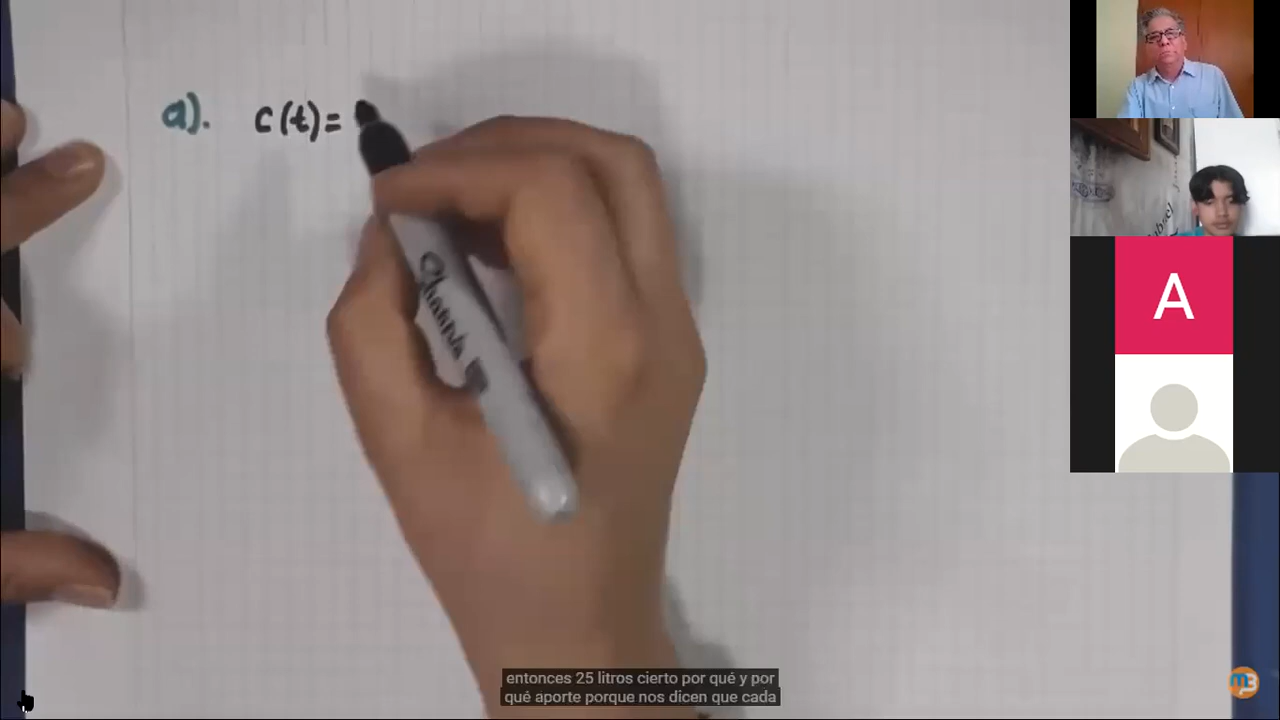 a). c(t)=
Sharpie
A
entonces 25 litros cierto por qué y por
qué aporte porque nos dicen que cada